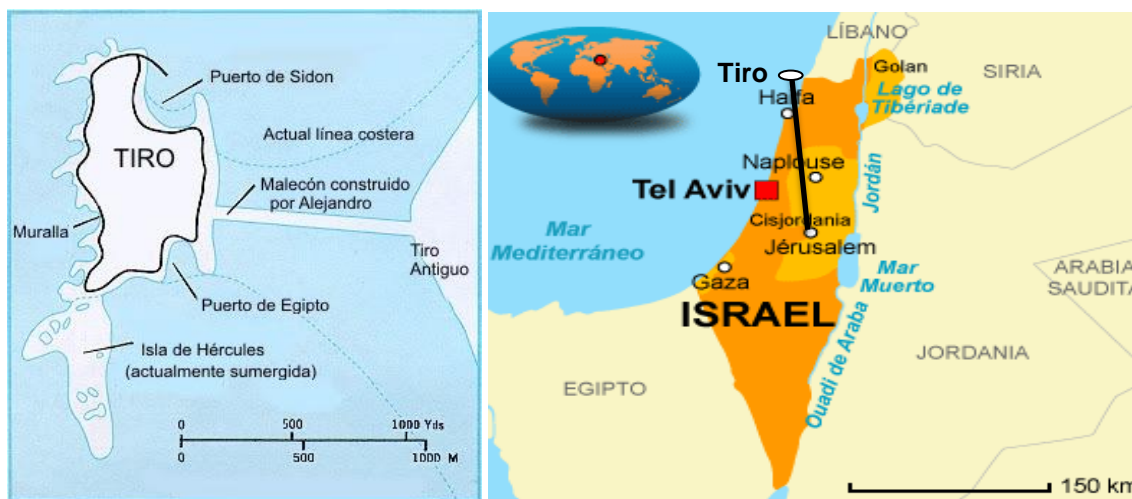 Puerto de Sidon
TIRO
Actual línea costera
Malecón construido
por Alejandro
Muralla
Tiro
Antiguo
Puerto de Egipto
Isla de Hércules
(actualmente sumergida)
0 500 1000 Yds
0 500 1000 M
LÍBANO
Golan
SIRIA
Tiro
Lago de
Tibériade
Haïfa
Naplouse
Jordán
Tel Aviv
Cisjordania
Mar
Mediterráneo
Jérusalem
Mar
Muerto
ARABIA
SAUDITA
Gaza
ISRAEL
Ouadi de Araba
JORDANIA
EGIPTO
150 km